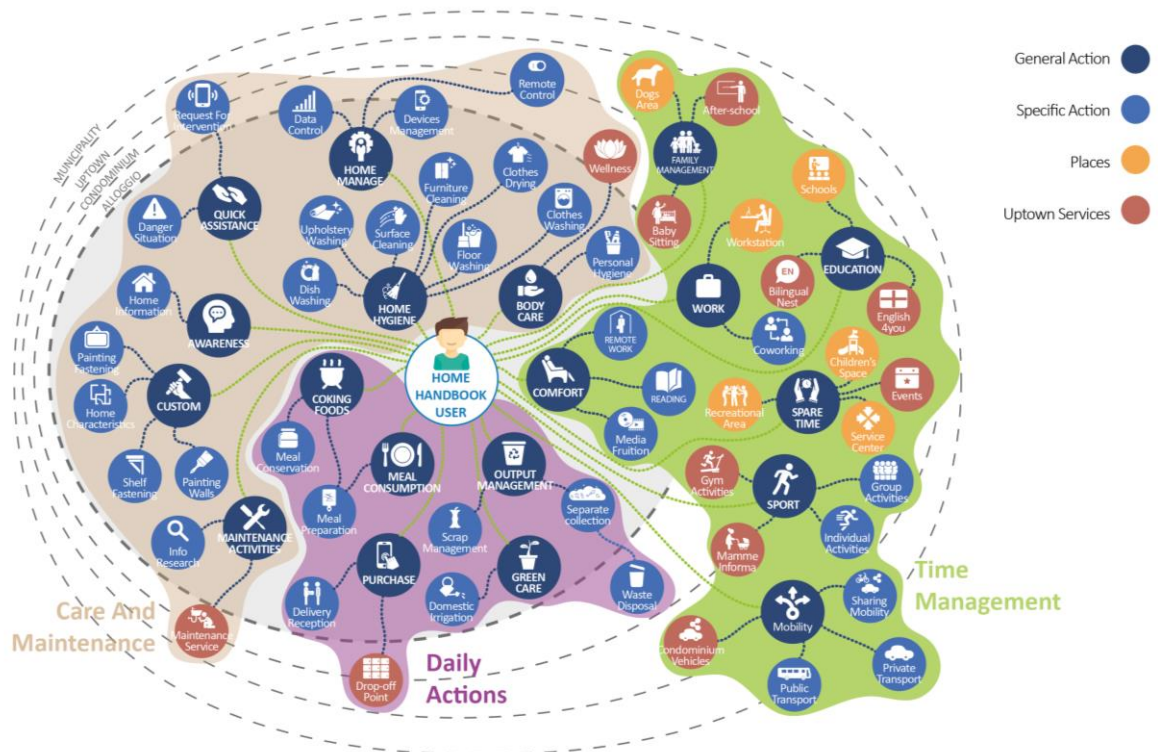 General Action
Specific Action
Places
Uptown Services
MUNICIPALITY
UPTOWN
CONDOMINIUM
ALLOGGIO
Request For
Intervention
Data
Control
Devices
Management
Remote
Control
HOME
MANAGE
Danger
Situation
QUICK
ASSISTANCE
Upholstery
Washing
Surface
Cleaning
Furniture
Cleaning
Clothes
Drying
Wellness
Clothes
Washing
Floor
Washing
Personal
Hygiene
Dish
Washing
HOME
HYGIENE
BODY
CARE
Home
Information
AWARENESS
Painting
Fastening
Home
Characteristics
CUSTOM
Shelf
Fastening
Painting
Walls
Info
Research
MAINTENANCE
ACTIVITIES
Maintenance
Service
Care And
Maintenance
HOME
HANDBOOK
USER
COKING
FOODS
Meal
Conservation
MEAL
CONSUMPTION
Meal
Preparation
OUTPUT
MANAGEMENT
Separate
collection
Scrap
Management
PURCHASE
GREEN
CARE
Delivery
Reception
Domestic
Irrigation
Waste
Disposal
Drop-off
Point
Daily
Actions
Dogs
Area
After-school
FAMILY
MANAGEMENT
Baby
Sitting
Schools
Workstation
EDUCATION
EN
Bilingual
Nest
WORK
English
4you
Coworking
REMOTE
WORK
COMFORT
READING
Media
Fruition
Children's
Space
Recreational
Area
SPARE
TIME
Events
Service
Center
Gym
Activities
SPORT
Group
Activities
Individual
Activities
Mamme
Informa
Time
Management
Mobility
Sharing
Mobility
Condominium
Vehicles
Public
Transport
Private
Transport